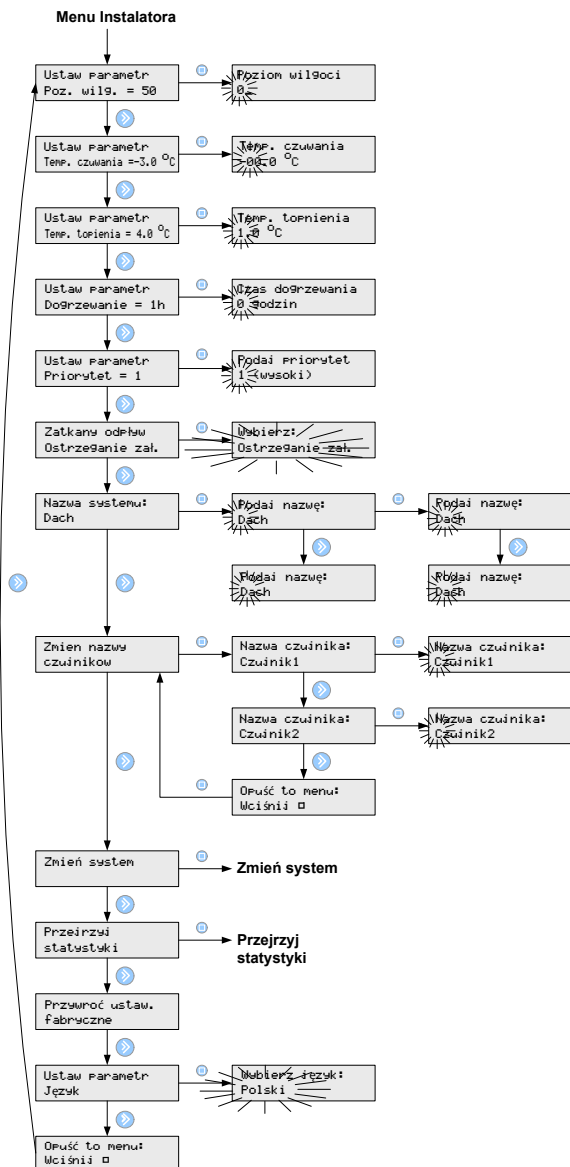 Menu Instalatora
Ustaw parametr
Poz. wilg. = 50
Poziom wilgoci
0_
Ustaw parametr
Temp. czuwania =-3.0 °C
Temp. czuwania
-00.0 °C
Ustaw parametr
Temp. topienia = 4.0 °C
Temp. topnienia
1.0 °C
Ustaw parametr
Dogrzewanie = 1h
Czas dogrzewania
0 godzin
Ustaw parametr
Priorytet = 1
Podaj priorytet
1 (wysoki)
Zatkany odpływ
Ostrzeganie zał.
Wybierz:
Ostrzeganie zał.
Nazwa systemu:
Dach
Podaj nazwę:
Dach
Podaj nazwę:
Dach
Podaj nazwę:
Dach
Podaj nazwę:
Dach
Zmien nazwy
czujnikow
Nazwa czujnika:
Czujnik1
Nazwa czujnika:
Czujnik1
Nazwa czujnika:
Czujnik2
Nazwa czujnika:
Czujnik2
Opuść to menu:
Wciśnij □
Zmień system
Zmień system
Przejrzyj
statystyki
Przejrzyj
statystyki
Przywroć ustaw.
fabryczne
Ustaw parametr
Język
Wybierz język:
Polski
Opuść to menu:
Wciśnij □